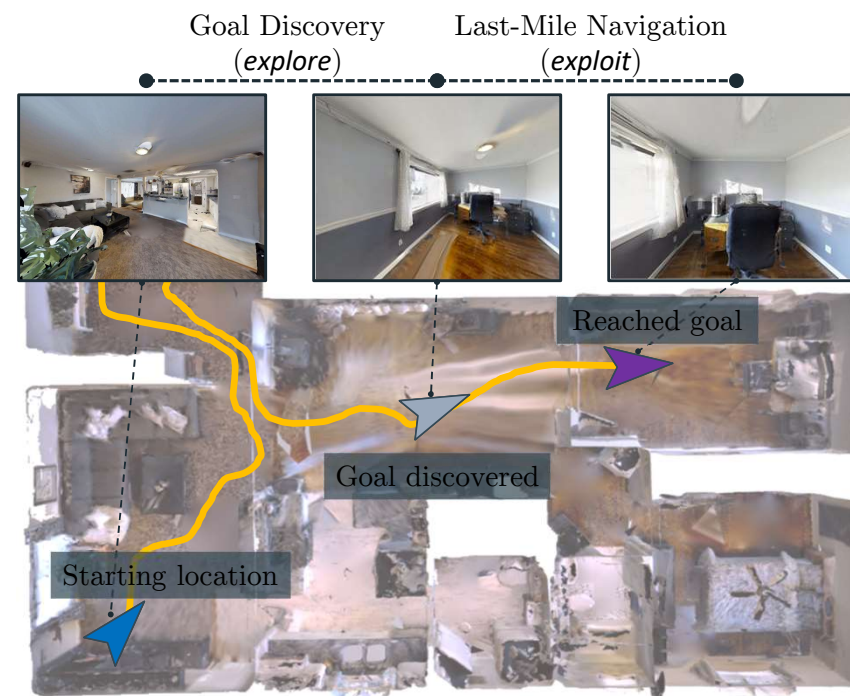 Goal Discovery
(explore)
Last-Mile Navigation
(exploit)
Reached goal
Goal discovered
Starting location